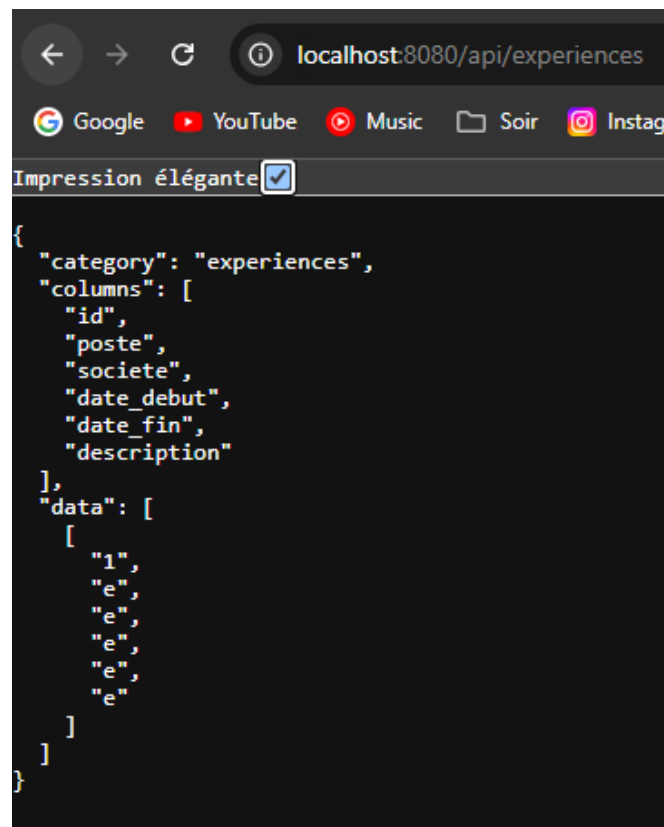 localhost:8080/api/experiences
Google YouTube Music Soir Instag
Impression élégante
{
"category": "experiences",
"columns": [
"id",
"poste",
"societe",
"date_debut",
"date_fin",
"description"
],
"data": [
[
"1",
"e",
"e",
"e",
"e",
"e"
]
]
}